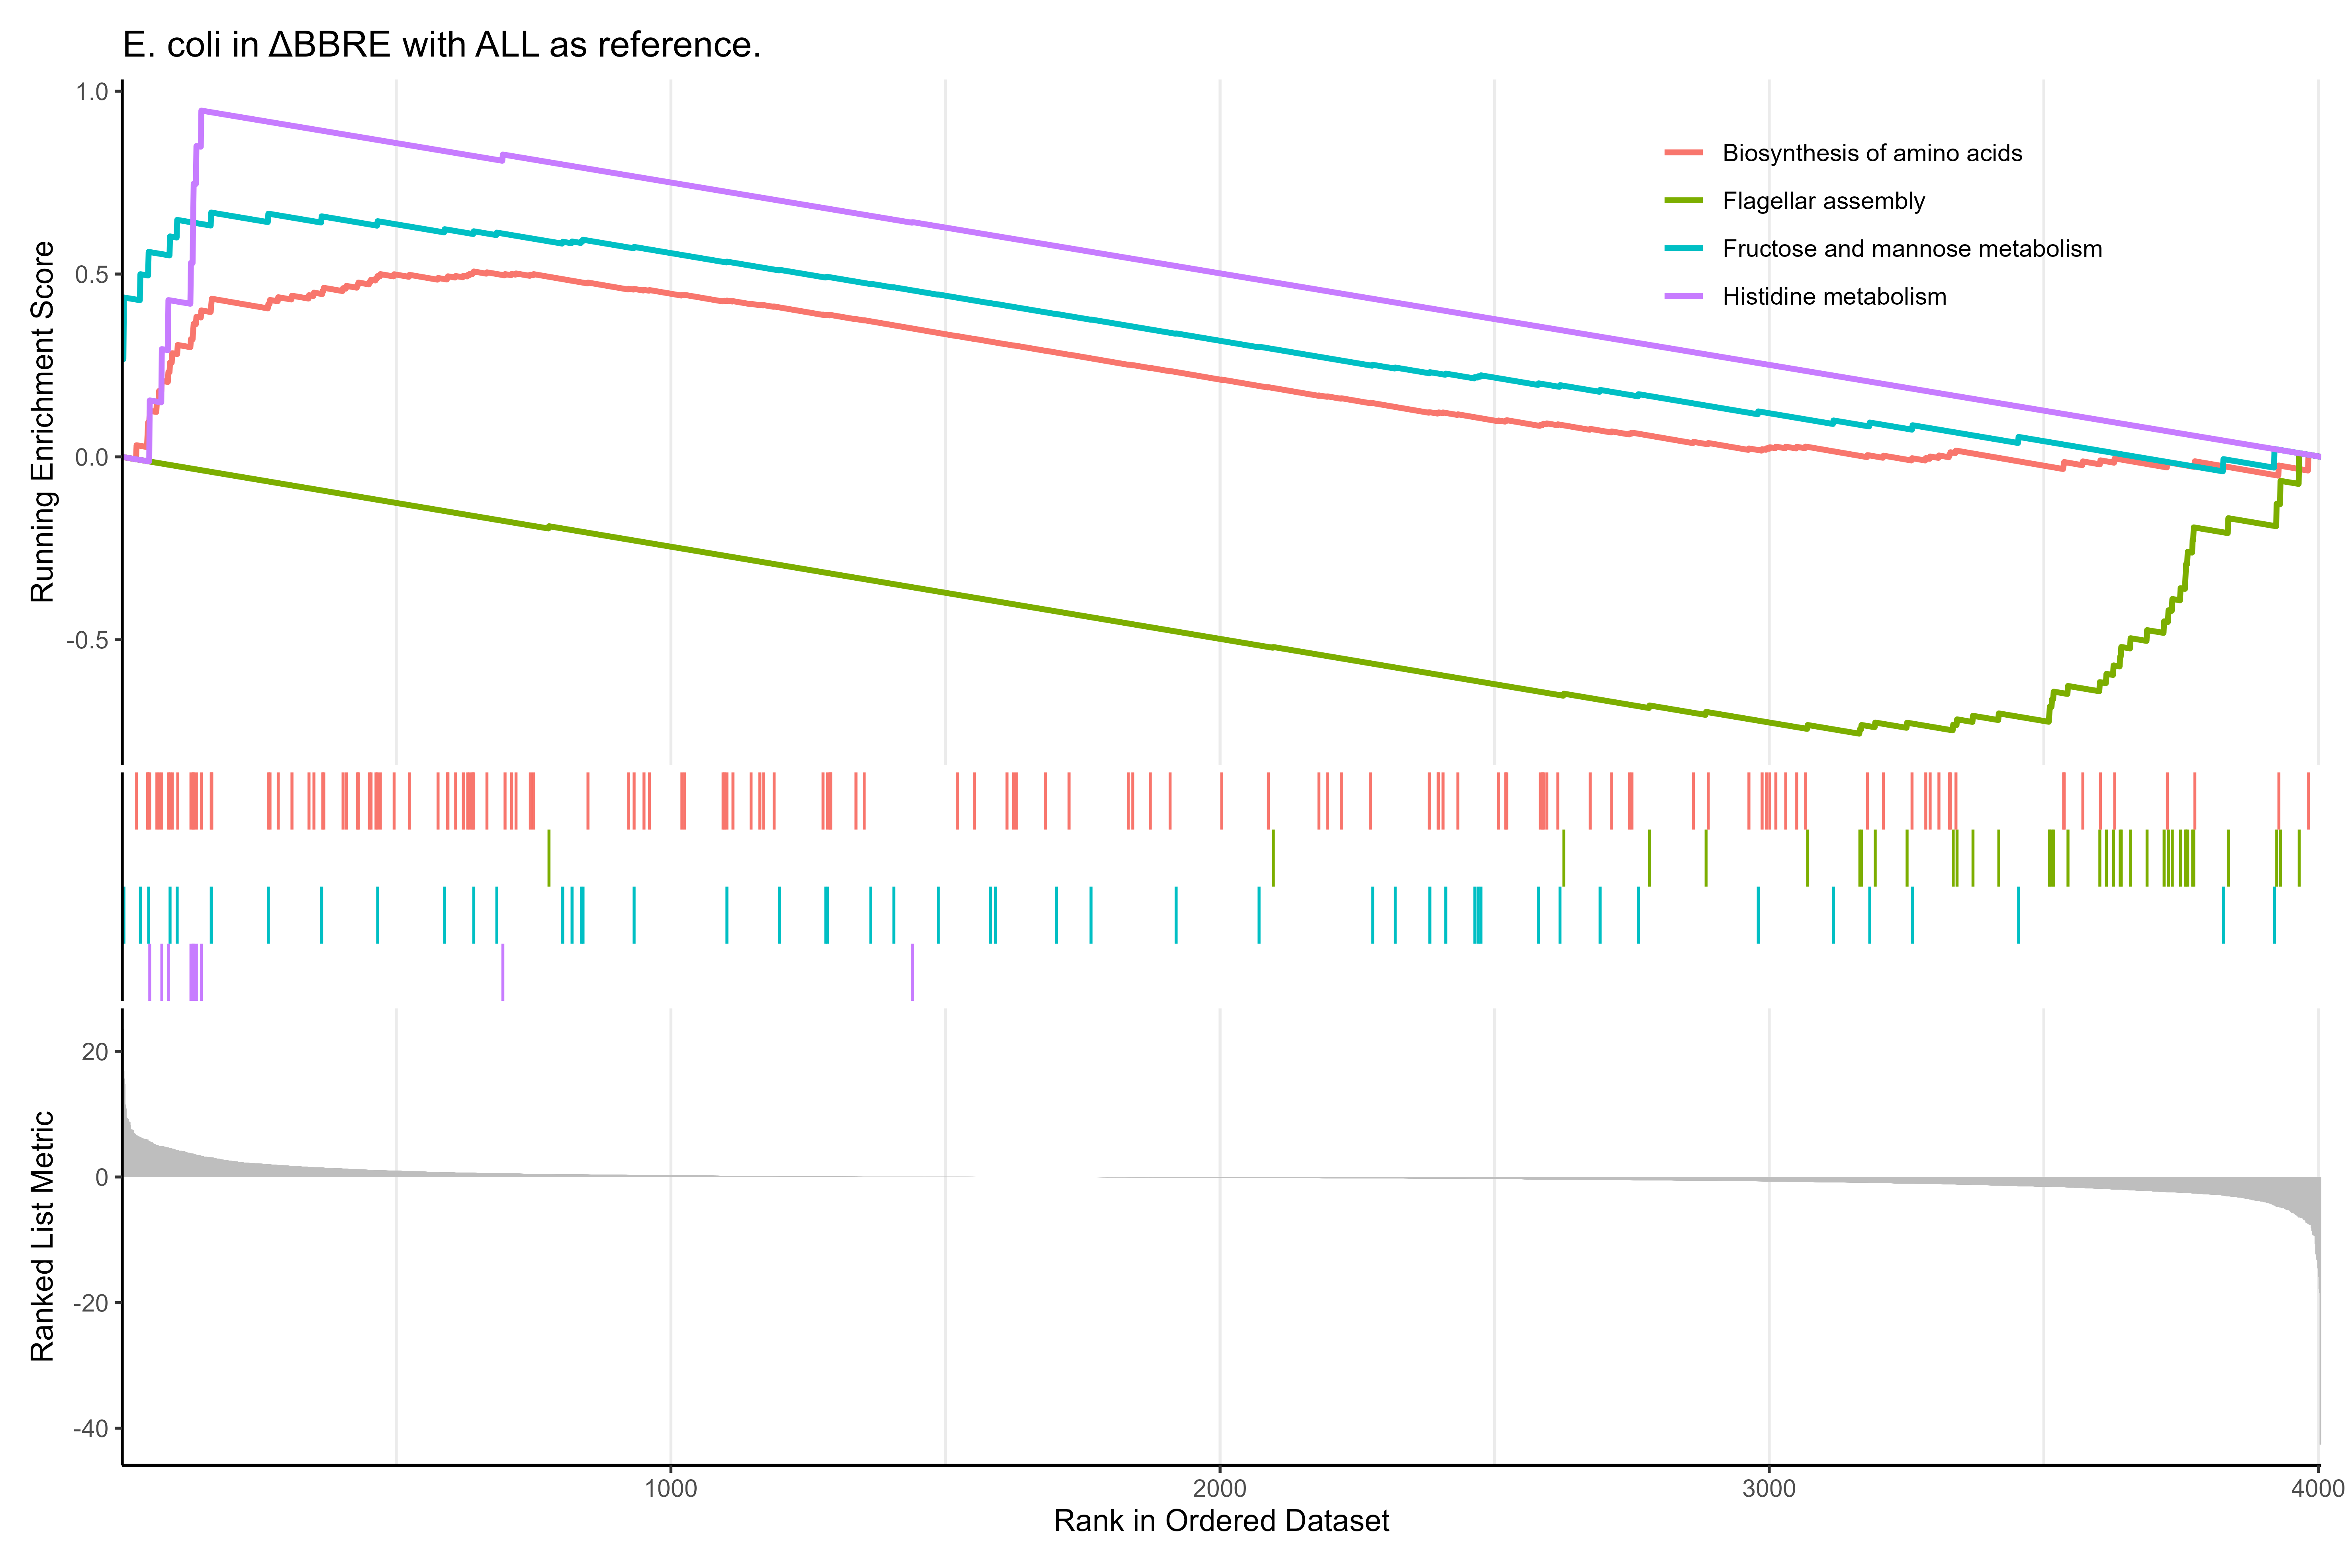 E. coli in ΔBBRE with ALL as reference.
1.0
0.5
0.0
-0.5
Running Enrichment Score
Biosynthesis of amino acids
Flagellar assembly
Fructose and mannose metabolism
Histidine metabolism
20
0
-20
-40
Ranked List Metric
1000 2000 3000 4000
Rank in Ordered Dataset